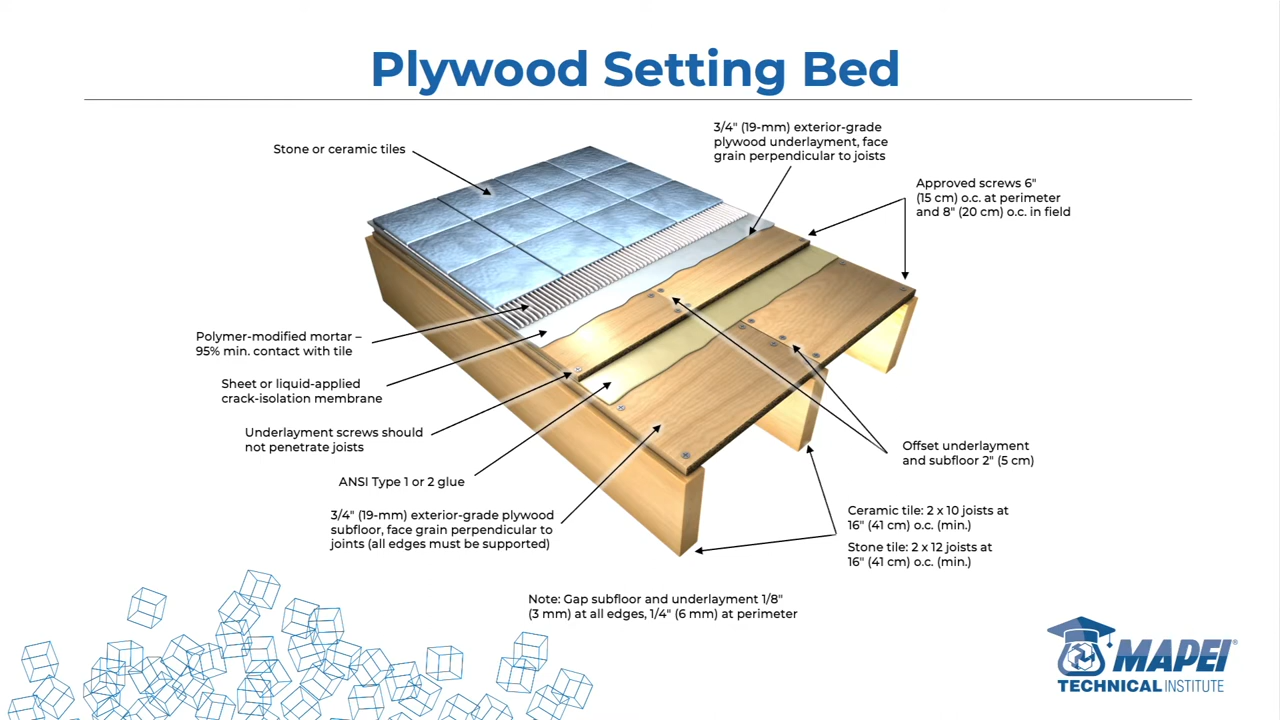 Plywood Setting Bed
Stone or ceramic tiles
3/4" (19-mm) exterior-grade
plywood underlayment, face
grain perpendicular to joists
Approved screws 6"
(15 cm) o.c. at perimeter
and 8" (20 cm) o.c. in field
Polymer-modified mortar –
95% min. contact with tile
Sheet or liquid-applied
crack-isolation membrane
Underlayment screws should
not penetrate joists
ANSI Type 1 or 2 glue
3/4" (19-mm) exterior-grade plywood
subfloor, face grain perpendicular to
joints (all edges must be supported)
Offset underlayment
and subfloor 2" (5 cm)
Ceramic tile: 2 x 10 joists at
16" (41 cm) o.c. (min.)
Stone tile: 2 x 12 joists at
16" (41 cm) o.c. (min.)
Note: Gap subfloor and underlayment 1/8"
(3 mm) at all edges, 1/4" (6 mm) at perimeter
MAPEI®
TECHNICAL INSTITUTE